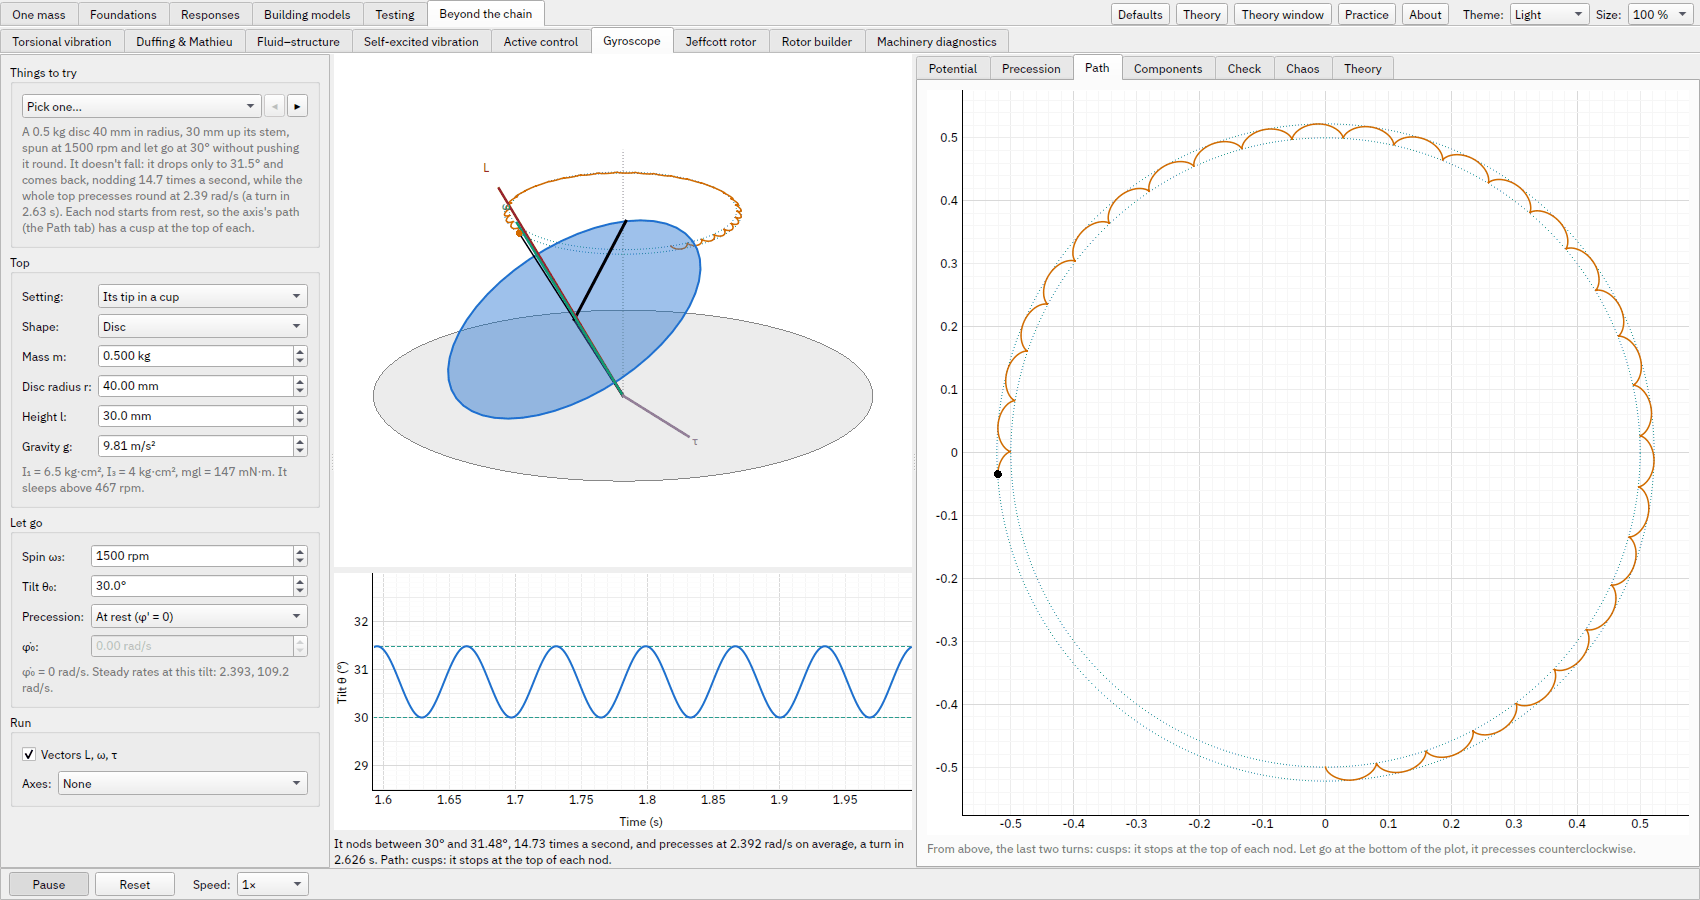 One mass Foundations Responses Building models Testing Beyond the chain Defaults Theory Theory window Practice About Theme: Light Size: 100 %
Torsional vibration Duffing & Mathieu Fluid–structure Self-excited vibration Active control Gyroscope Jeffcott rotor Rotor builder Machinery diagnostics
Things to try
Pick one...
A 0.5 kg disc 40 mm in radius, 30 mm up its stem,
spun at 1500 rpm and let go at 30° without pushing
it round. It doesn't fall: it drops only to 31.5° and
comes back, nodding 14.7 times a second, while the
whole top precesses round at 2.39 rad/s (a turn in
2.63 s). Each nod starts from rest, so the axis's path
(the Path tab) has a cusp at the top of each.
Top
Setting: Its tip in a cup
Shape: Disc
Mass m: 0.500 kg
Disc radius r: 40.00 mm
Height l: 30.0 mm
Gravity g: 9.81 m/s²
I₁ = 6.5 kg·cm², I₃ = 4 kg·cm², mgl = 147 mN·m. It
sleeps above 467 rpm.
Let go
Spin ω₃: 1500 rpm
Tilt θ₀: 30.0°
Precession: At rest (φ' = 0)
φ̇₀: 0.00 rad/s
φ̇₀ = 0 rad/s. Steady rates at this tilt: 2.393, 109.2
rad/s.
Run
Vectors L, ω, τ
Axes: None
Pause Reset Speed: 1×
L
τ
Tilt θ (°)
32
31
30
29
1.6 1.65 1.7 1.75 1.8 1.85 1.9 1.95
Time (s)
It nods between 30° and 31.48°, 14.73 times a second, and precesses at 2.392 rad/s on average, a turn in
2.626 s. Path: cusps: it stops at the top of each nod.
Potential Precession Path Components Check Chaos Theory
0.5
0.4
0.3
0.2
0.1
0
-0.1
-0.2
-0.3
-0.4
-0.5
-0.5 -0.4 -0.3 -0.2 -0.1 0 0.1 0.2 0.3 0.4 0.5
From above, the last two turns: cusps: it stops at the top of each nod. Let go at the bottom of the plot, it precesses counterclockwise.